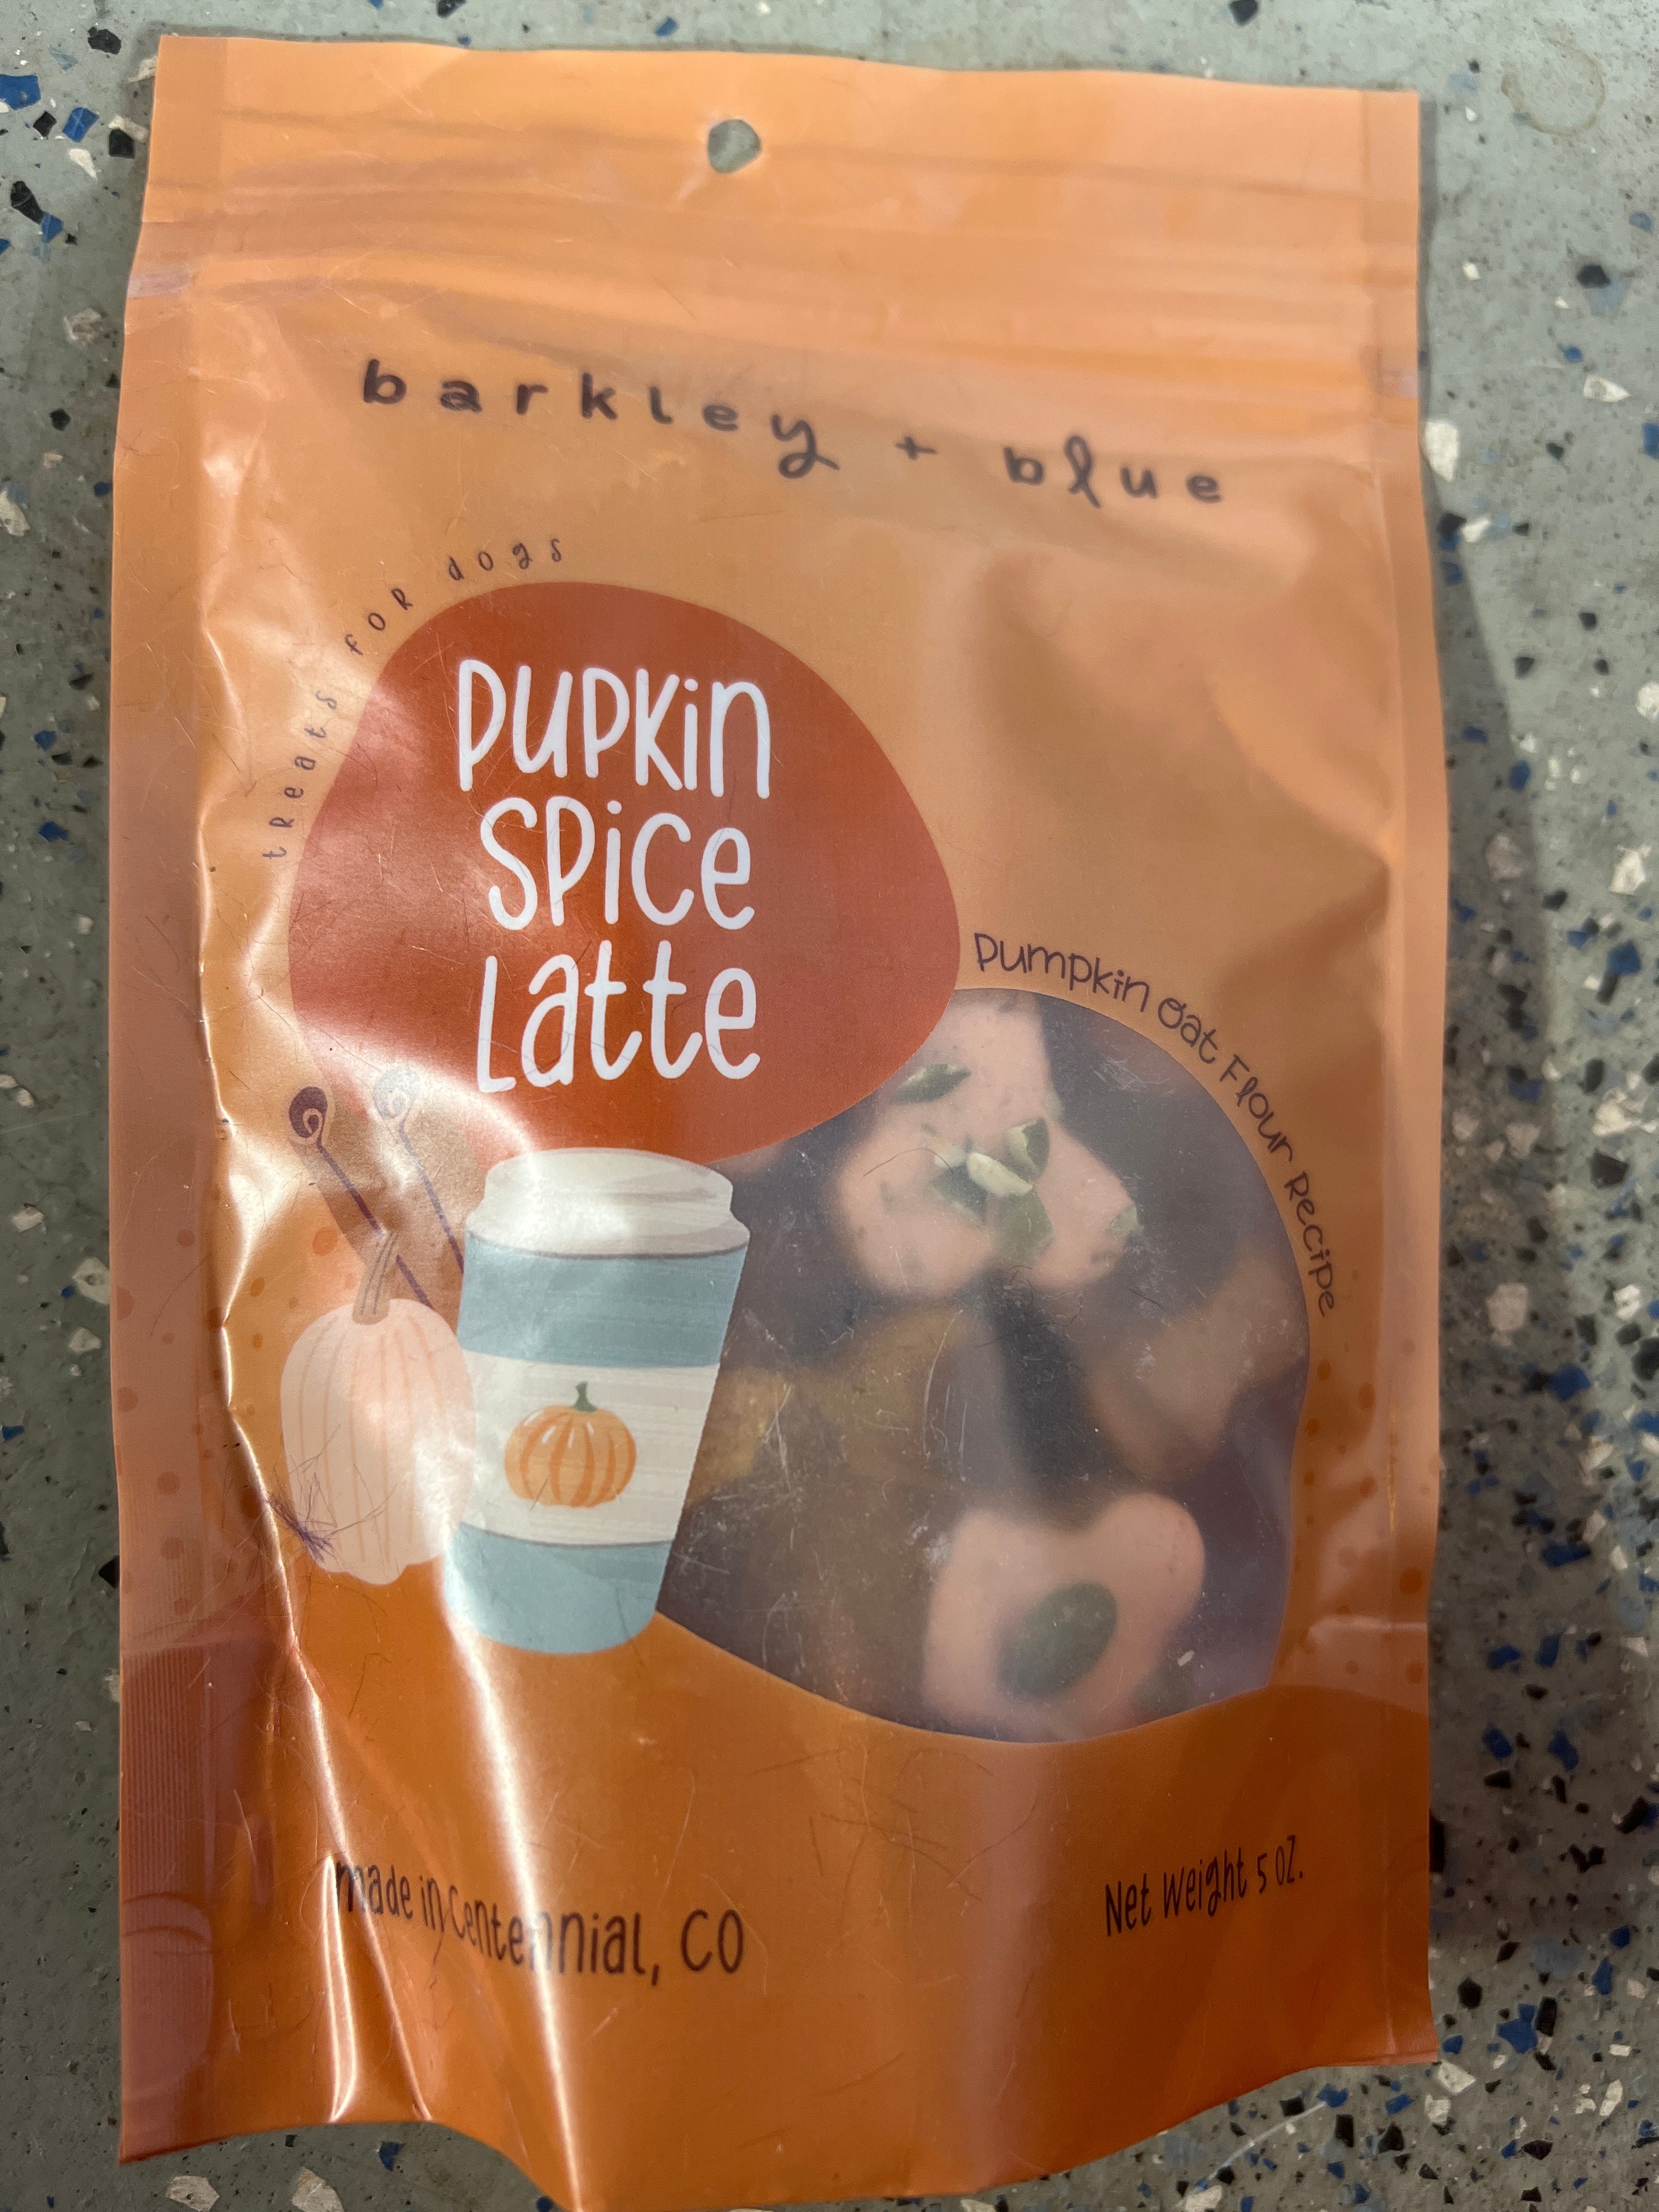 barkley + blue
treats for dogs
Pupkin
Spice
Latte
Pumpkin Oat Flour Recipe
made in Centennial, CO
Net Weight 5 oz.